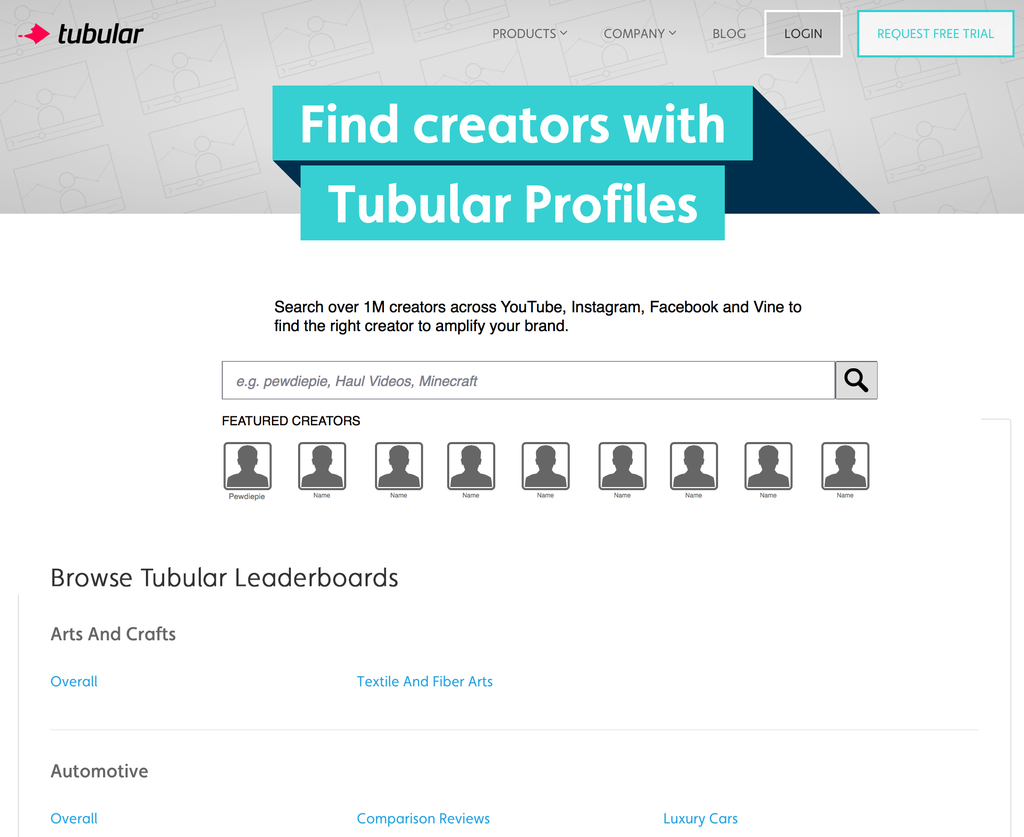 tubular
PRODUCTS
COMPANY
BLOG
LOGIN
REQUEST FREE TRIAL
Find creators with
Tubular Profiles
Search over 1M creators across YouTube, Instagram, Facebook and Vine to
find the right creator to amplify your brand.
e.g. pewdiepie, Haul Videos, Minecraft
FEATURED CREATORS
Pewdiepie
Name
Name
Name
Name
Name
Name
Name
Name
Browse Tubular Leaderboards
Arts And Crafts
Overall
Textile And Fiber Arts
Automotive
Overall
Comparison Reviews
Luxury Cars